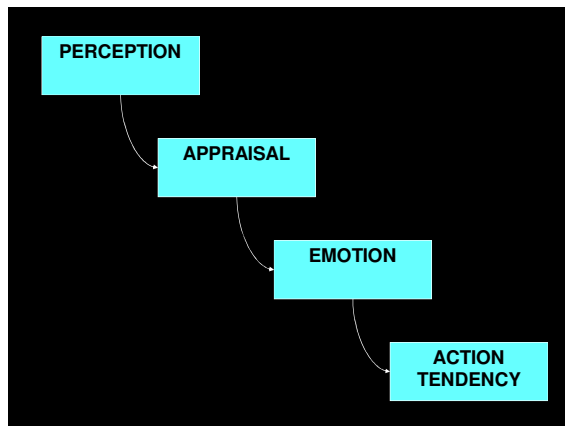 PERCEPTION
APPRAISAL
EMOTION
ACTION
TENDENCY